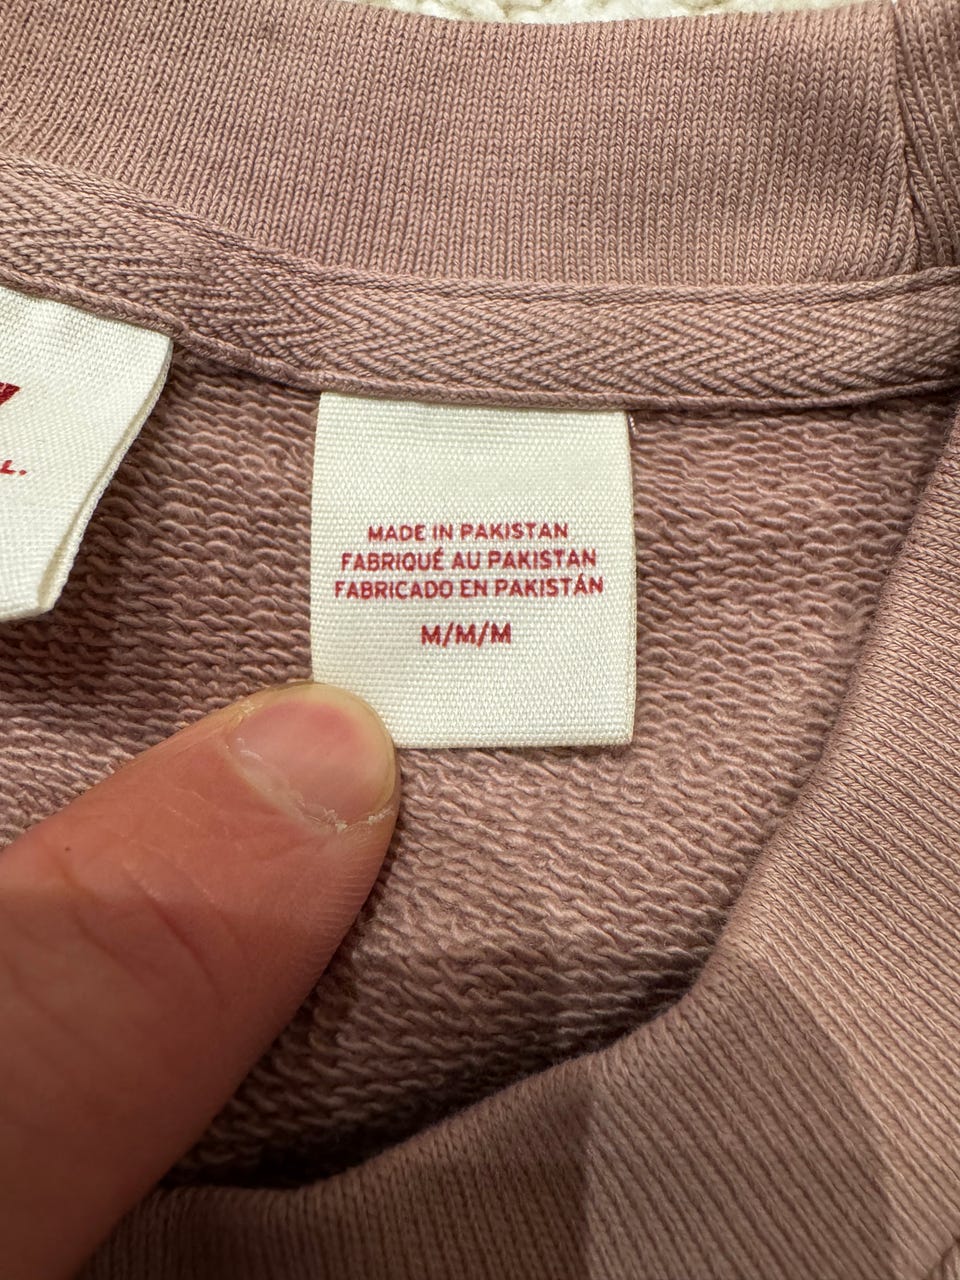 L.
MADE IN PAKISTAN
FABRIQUÉ AU PAKISTAN
FABRICADO EN PAKISTÁN
M/M/M